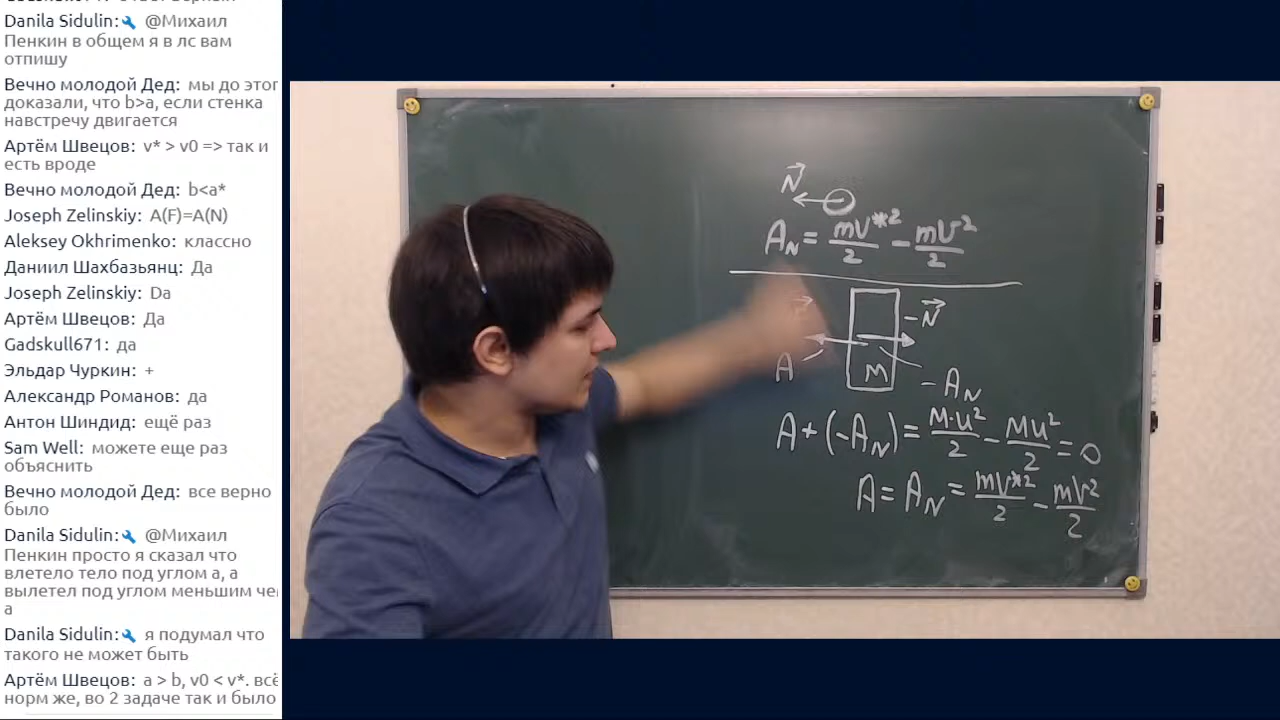 Danila Sidulin: @Михаил
Пенкин в общем я в лс вам
отпишу
Вечно молодой Дед: мы до этог
доказали, что b>a, если стенка
навстречу двигается
Артём Швецов: v* > v0 => так и
есть вроде
Вечно молодой Дед: b<a*
Joseph Zelinskiy: A(F)=A(N)
Aleksey Okhrimenko: классно
Даниил Шахбазьянц: Да
Joseph Zelinskiy: Da
Артём Швецов: Да
Gadskull671: да
Эльдар Чуркин: +
Александр Романов: да
Антон Шиндид: ещё раз
Sam Well: можете еще раз
объяснить
Вечно молодой Дед: все верно
было
Danila Sidulin: @Михаил
Пенкин просто я сказал что
влетело тело под углом а, а
вылетел под углом меньшим че
а
Danila Sidulin: я подумал что
такого не может быть
Артём Швецов: a > b, v0 < v*. всё
норм же, во 2 задаче так и было
N⃗
A_N = mV*²/2 − mV²/2
−N⃗
A
M
−A_N
A+(−A_N) = M·u²/2 − Mu²/2 = 0
A = A_N = mV*²/2 − mV²/2